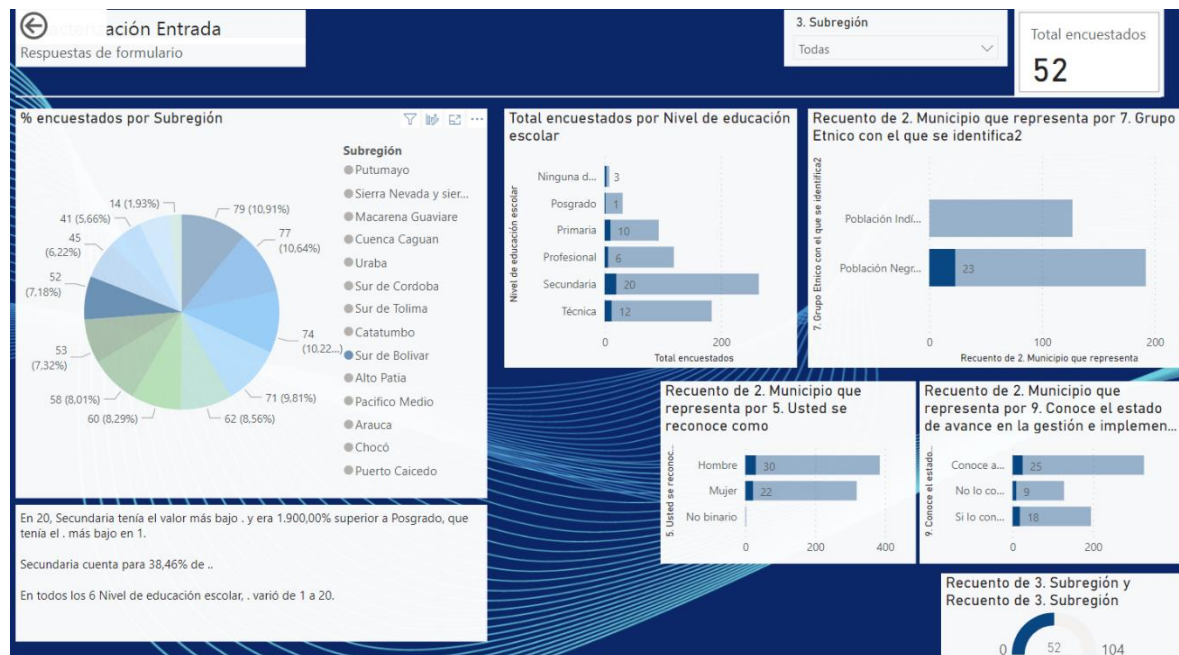 ación Entrada
Respuestas de formulario
3. Subregión
Todas
Total encuestados
52
% encuestados por Subregión
14 (1,93%)
41 (5,66%)
45
(6,22%)
52
(7,18%)
53
(7.32%)
58 (8,01%)
60 (8,29%)
62 (8,56%)
71 (9,81%)
74
(10,22...)
77
(10,64%)
79 (10,91%)
Subregión
Putumayo
Sierra Nevada y sier...
Macarena Guaviare
Cuenca Caguan
Uraba
Sur de Cordoba
Sur de Tolima
Catatumbo
Sur de Bolivar
Alto Patia
Pacifico Medio
Arauca
Chocó
Puerto Caicedo
Total encuestados por Nivel de educación
escolar
Nivel de educación escolar
Ninguna d... 3
Posgrado 1
Primaria 10
Profesional 6
Secundaria 20
Técnica 12
0 200
Total encuestados
Recuento de 2. Municipio que representa por 7. Grupo
Etnico con el que se identifica2
7. Grupo Etnico con el que se identifica2
Población Indí...
Población Negr... 23
0 100 200
Recuento de 2. Municipio que representa
Recuento de 2. Municipio que
representa por 5. Usted se
reconoce como
5. Usted se reconoc...
Hombre 30
Mujer 22
No binario
0 200 400
Recuento de 2. Municipio que
representa por 9. Conoce el estado
de avance en la gestión e implemen...
9. Conoce el estado...
Conoce a... 25
No lo co... 9
Si lo con... 18
0 200
En 20, Secundaria tenía el valor más bajo . y era 1.900,00% superior a Posgrado, que
tenía el . más bajo en 1.
Secundaria cuenta para 38,46% de ..
En todos los 6 Nivel de educación escolar, . varió de 1 a 20.
Recuento de 3. Subregión y
Recuento de 3. Subregión
0 52 104